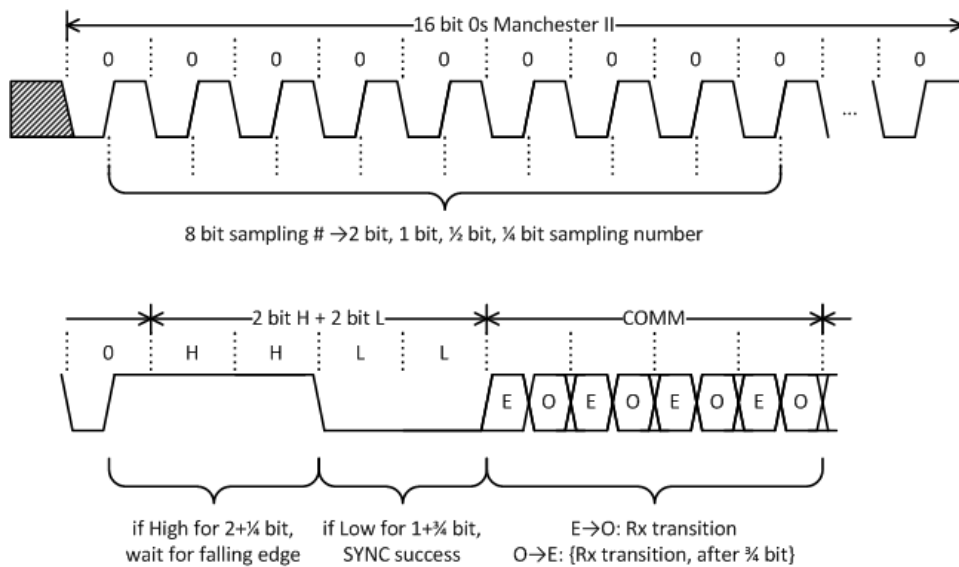 16 bit 0s Manchester II
0 0 0 0 0 0 0 0 0 0
...
8 bit sampling # →2 bit, 1 bit, ½ bit, ¼ bit sampling number
2 bit H + 2 bit L COMM
0 H H L L
E O E O E O E O
if High for 2+¼ bit,
wait for falling edge
if Low for 1+¾ bit,
SYNC success
E→O: Rx transition
O→E: {Rx transition, after ¾ bit}